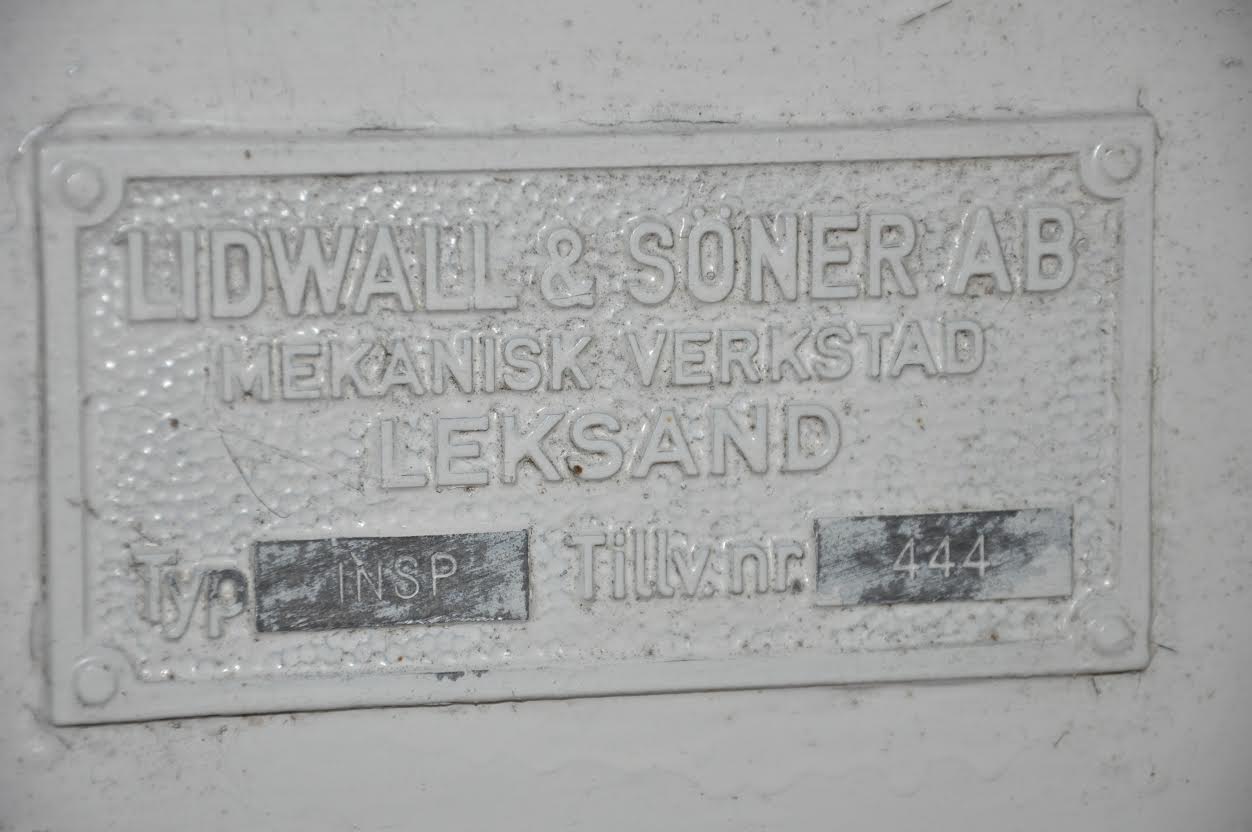 LIDWALL & SÖNER AB
MEKANISK VERKSTAD
LEKSAND
Typ INSP Tillv.nr 444